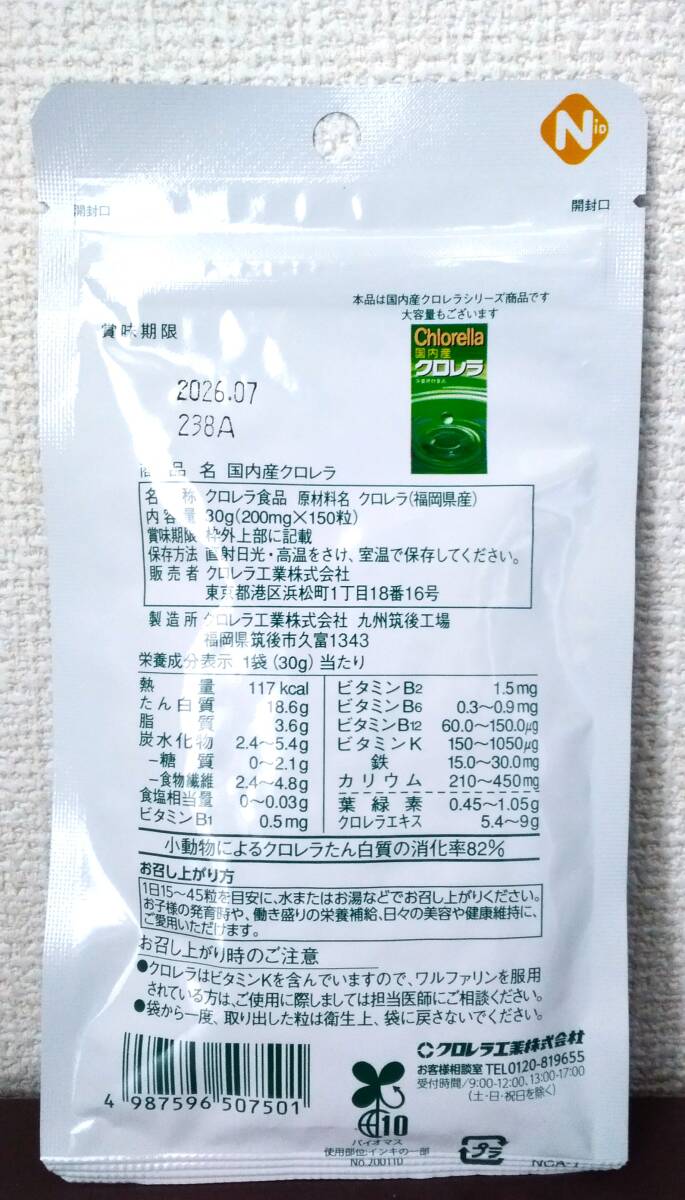 N iD
開封口
開封口
本品は国内産クロレラシリーズ商品です
大容量もございます
Chlorella
国内産
クロレラ
賞味期限
2026.07
238A
商品名 国内産クロレラ
名称 クロレラ食品 原材料名 クロレラ(福岡県産)
内容量 30g(200mg×150粒)
賞味期限 枠外上部に記載
保存方法 直射日光・高温をさけ、室温で保存してください。
販売者 クロレラ工業株式会社
東京都港区浜松町1丁目18番16号
製造所 クロレラ工業株式会社 九州筑後工場
福岡県筑後市久富1343
栄養成分表示 1袋(30g)当たり
熱量 117kcal
たん白質 18.6g
脂質 3.6g
炭水化物 2.4~5.4g
-糖質 0~2.1g
-食物繊維 2.4~4.8g
食塩相当量 0~0.03g
ビタミンB1 0.5mg
ビタミンB2 1.5mg
ビタミンB6 0.3~0.9mg
ビタミンB12 60.0~150.0μg
ビタミンK 150~1050μg
鉄 15.0~30.0mg
カリウム 210~450mg
葉緑素 0.45~1.05g
クロレラエキス 5.4~9g
小動物によるクロレラたん白質の消化率82%
お召し上がり方
1日15~45粒を目安に、水またはお湯などでお召し上がりください。
お子様の発育時や、働き盛りの栄養補給、日々の美容や健康維持に、
ご愛用いただけます。
お召し上がり時のご注意
●クロレラはビタミンKを含んでいますので、ワルファリンを服用
されている方は、ご使用に際しましては担当医師にご相談ください。
●袋から一度、取り出した粒は衛生上、袋に戻さないでください。
クロレラ工業株式会社
お客様相談室 TEL0120-819655
受付時間/9:00-12:00、13:00-17:00
(土・日・祝日を除く)
4 987596 507501
10
バイオマス
使用部位:インキの一部
No.200110
プラ
NCA-1